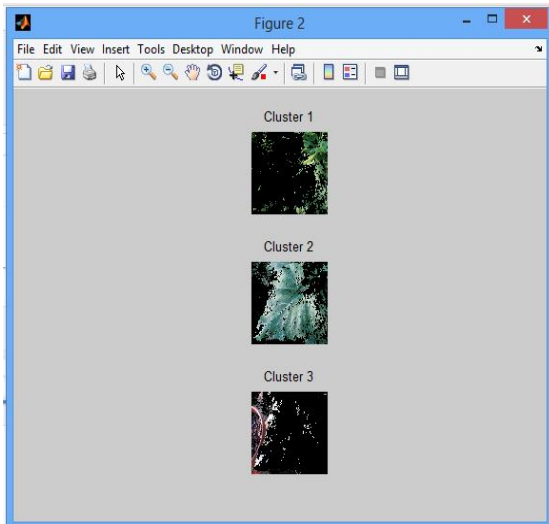 Figure 2
File Edit View Insert Tools Desktop Window Help
Cluster 1
Cluster 2
Cluster 3